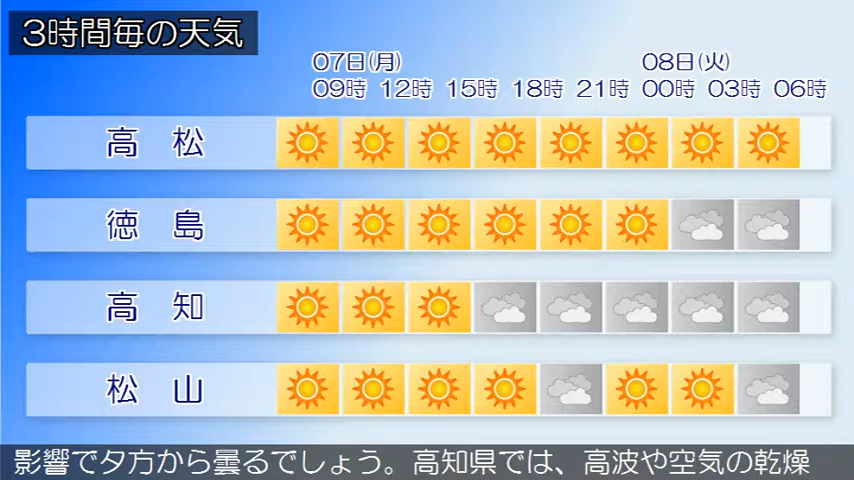 3時間毎の天気
07日(月) 08日(火)
09時 12時 15時 18時 21時 00時 03時 06時
高 松
徳 島
高 知
松 山
影響で夕方から曇るでしょう。高知県では、高波や空気の乾燥